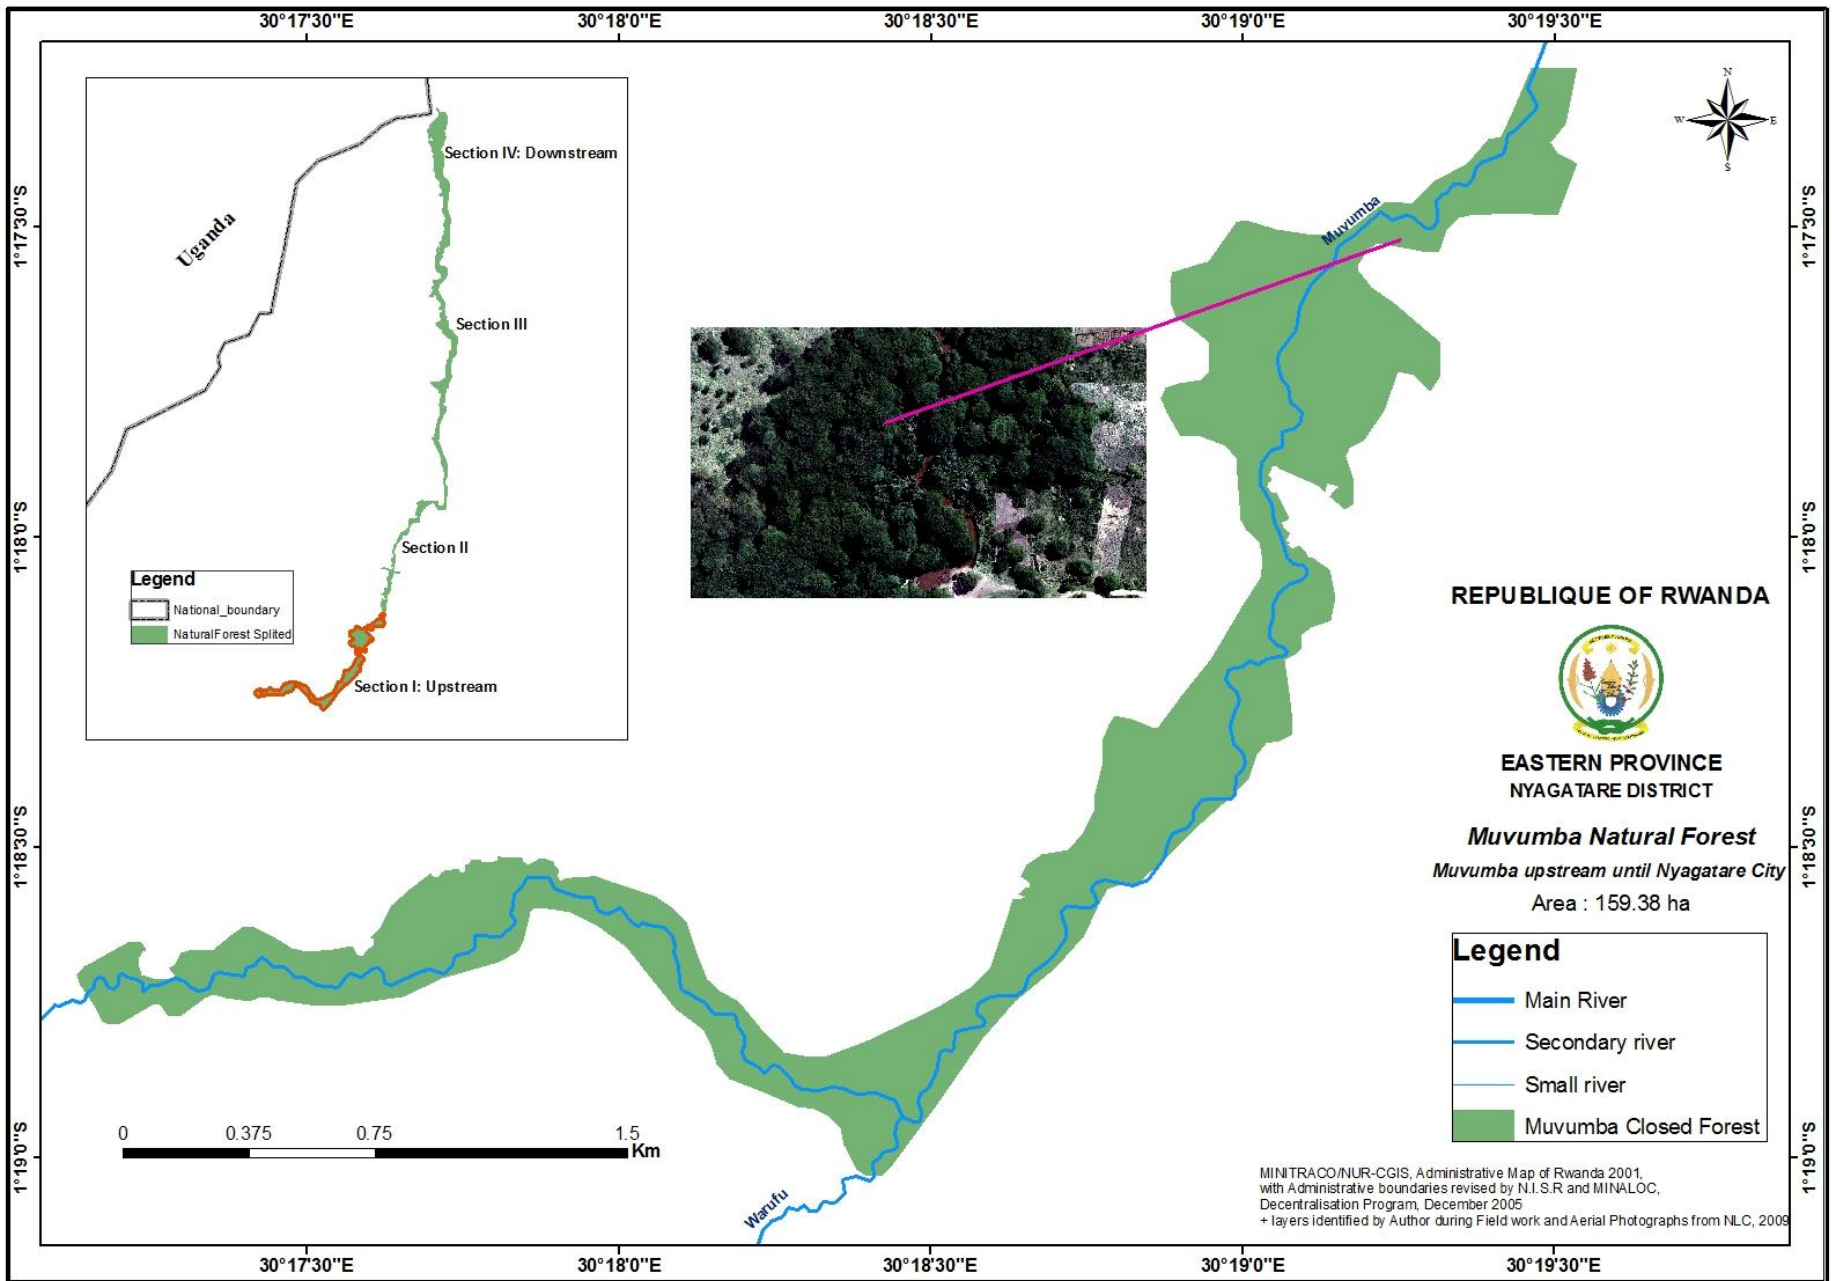 30°17'30"E
30°18'0"E
30°18'30"E
30°19'0"E
30°19'30"E
1°17'30"S
1°18'0"S
1°18'30"S
1°19'0"S
Section IV: Downstream
Uganda
Section III
Section II
Legend
National_boundary
NaturalForest Splited
Section I: Upstream
N
W
E
S
Muvumba
Warufu
0
0.375
0.75
1.5
Km
REPUBLIQUE OF RWANDA
EASTERN PROVINCE
NYAGATARE DISTRICT
Muvumba Natural Forest
Muvumba upstream until Nyagatare City
Area : 159.38 ha
Legend
Main River
Secondary river
Small river
Muvumba Closed Forest
MINITRACO/NUR-CGIS, Administrative Map of Rwanda 2001,
with Administrative boundaries revised by N.I.S.R and MINALOC,
Decentralisation Program, December 2005
+ layers identified by Author during Field work and Aerial Photographs from NLC, 2009
1°17'30"S
1°18'0"S
1°18'30"S
1°19'0"S
30°17'30"E
30°18'0"E
30°18'30"E
30°19'0"E
30°19'30"E